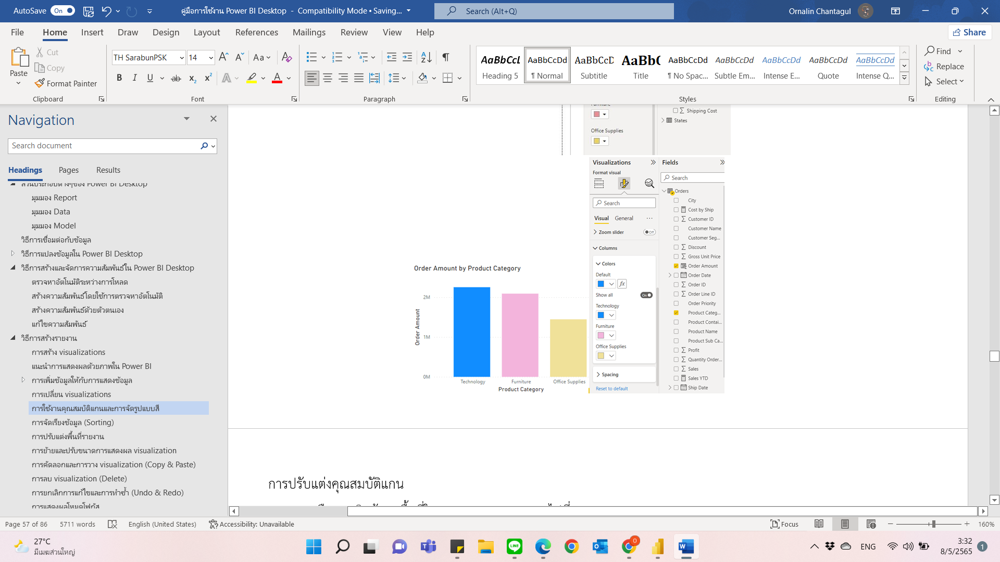 AutoSave On คู่มือการใช้งาน Power BI Desktop - Compatibility Mode • Saving... Search (Alt+Q) Ornalin Chantagul
File Home Insert Draw Design Layout References Mailings Review View Help Share
Paste
Cut
Copy
Format Painter
Clipboard
TH SarabunPSK 14
Font
Paragraph
AaBbCcL AaBbCcDd AaBbCcD AaBb( AaBbCcDd AaBbCcDd AaBbCcDd AaBbCcDd AaBbCcDd
Heading 5 ¶ Normal Subtitle Title ¶ No Spac... Subtle Em... Intense E... Quote Intense Q...
Styles
Find
Replace
Select
Editing
Navigation
Search document
Headings Pages Results
ส่วนประกอบต่างๆของ Power BI Desktop
มุมมอง Report
มุมมอง Data
มุมมอง Model
วิธีการเชื่อมต่อกับข้อมูล
วิธีการแปลงข้อมูลใน Power BI Desktop
วิธีการสร้างและจัดการความสัมพันธ์ใน Power BI Desktop
ตรวจหาอัตโนมัติระหว่างการโหลด
สร้างความสัมพันธ์โดยใช้การตรวจหาอัตโนมัติ
สร้างความสัมพันธ์ด้วยตัวตนเอง
แก้ไขความสัมพันธ์
วิธีการสร้างรายงาน
การสร้าง visualizations
แนะนำการแสดงผลด้วยภาพใน Power BI
การเพิ่มข้อมูลให้กับการแสดงข้อมูล
การเปลี่ยน visualizations
การใช้งานคุณสมบัติแกนและการจัดรูปแบบสี
การจัดเรียงข้อมูล (Sorting)
การปรับแต่งพื้นที่รายงาน
การย้ายและปรับขนาดการแสดงผล visualization
การคัดลอกและการวาง visualization (Copy & Paste)
การลบ visualization (Delete)
การยกเลิกการแก้ไขและการทำซ้ำ (Undo & Redo)
การแสดงผลโหมดโฟกัส
Furniture
Office Supplies
Shipping Cost
States
Order Amount by Product Category
2M
1M
0M
Order Amount
Technology Furniture Office Supplies
Product Category
Visualizations
Format visual
Search
Visual General ...
Zoom slider Off
Columns
Colors
Default
fx
Show all On
Technology
Furniture
Office Supplies
Spacing
Reset to default
Fields
Search
Orders
City
Cost by Ship
Customer ID
Customer Name
Customer Seg...
Discount
Gross Unit Price
Order Amount
Order Date
Order ID
Order Line ID
Order Priority
Product Categ...
Product Contai...
Product Name
Product Sub Ca...
Profit
Quantity Order...
Sales
Sales YTD
Ship Date
การปรับแต่งคุณสมบัติแกน
Page 57 of 86 5711 words English (United States) Accessibility: Unavailable Focus 160%
27°C
มีเมฆส่วนใหญ่
ENG
3:32
8/5/2565
1